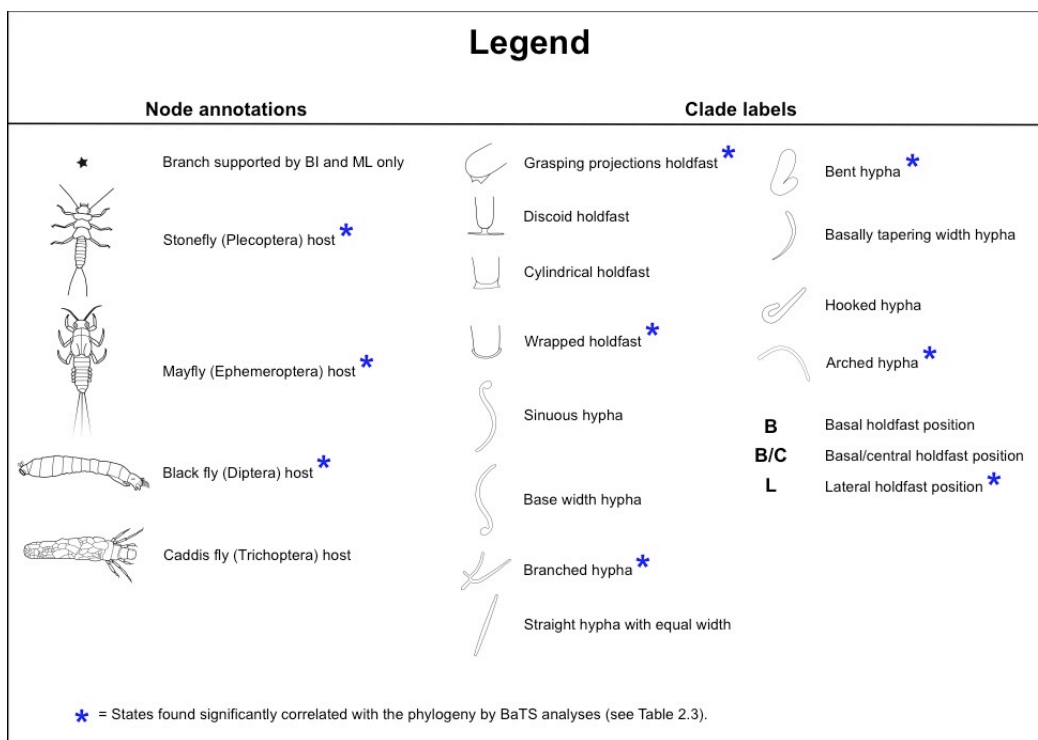 Legend
Node annotations
Branch supported by BI and ML only
Stonefly (Plecoptera) host *
Mayfly (Ephemeroptera) host *
Black fly (Diptera) host *
Caddis fly (Trichoptera) host
Clade labels
Grasping projections holdfast *
Discoid holdfast
Cylindrical holdfast
Wrapped holdfast *
Sinuous hypha
Base width hypha
Branched hypha *
Straight hypha with equal width
Bent hypha *
Basally tapering width hypha
Hooked hypha
Arched hypha *
B Basal holdfast position
B/C Basal/central holdfast position
L Lateral holdfast position *
* = States found significantly correlated with the phylogeny by BaTS analyses (see Table 2.3).